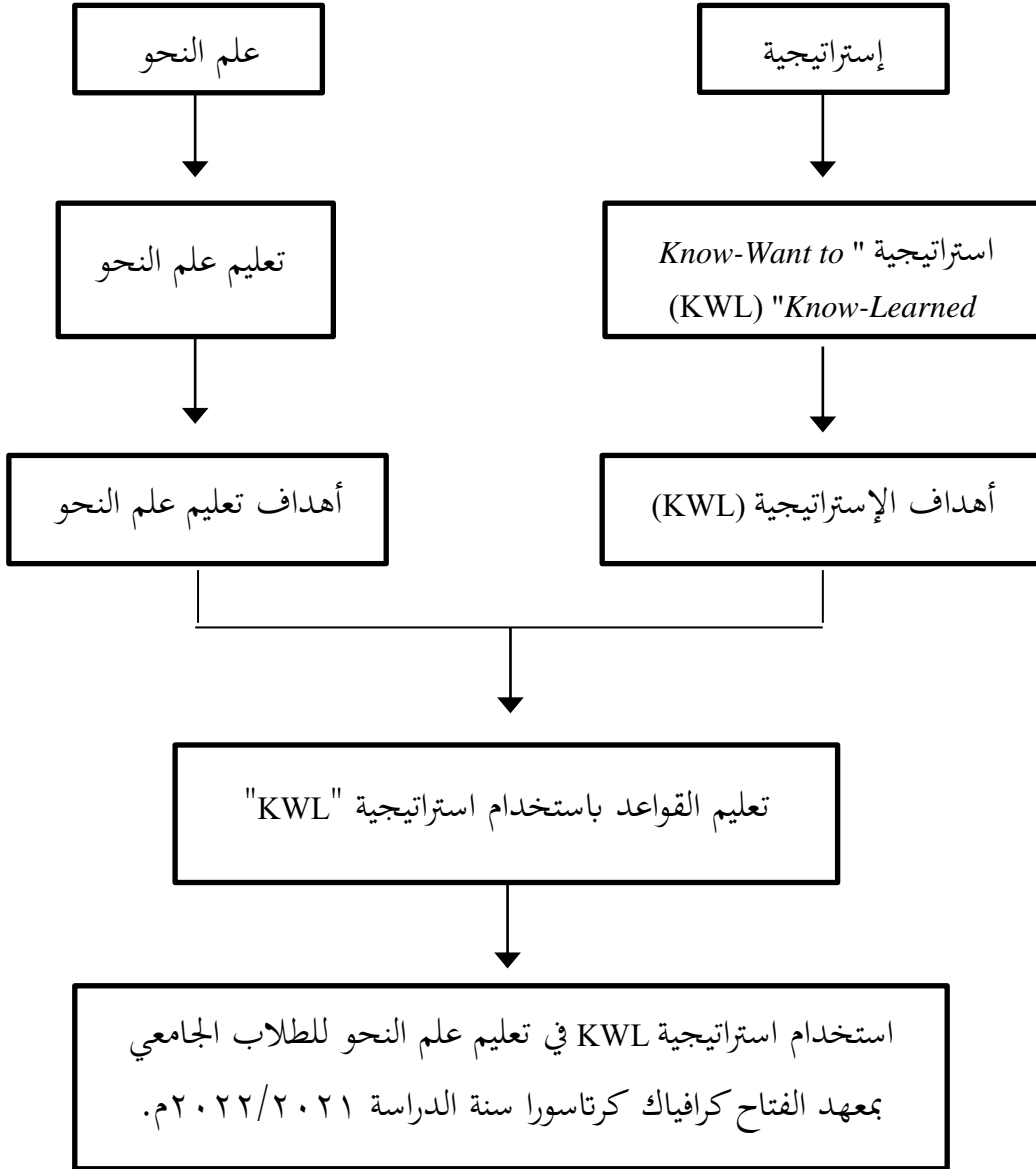 إستراتيجية
علم النحو
استراتيجية "Know-Want to
Know-Learned" (KWL)
تعليم علم النحو
أهداف الإستراتيجية (KWL)
أهداف تعليم علم النحو
تعليم القواعد باستخدام استراتيجية "KWL"
استخدام استراتيجية KWL في تعليم علم النحو للطلاب الجامعي
بمعهد الفتاح كرافياك كرتاسورا سنة الدراسة ٢٠٢٢/٢٠٢١م.